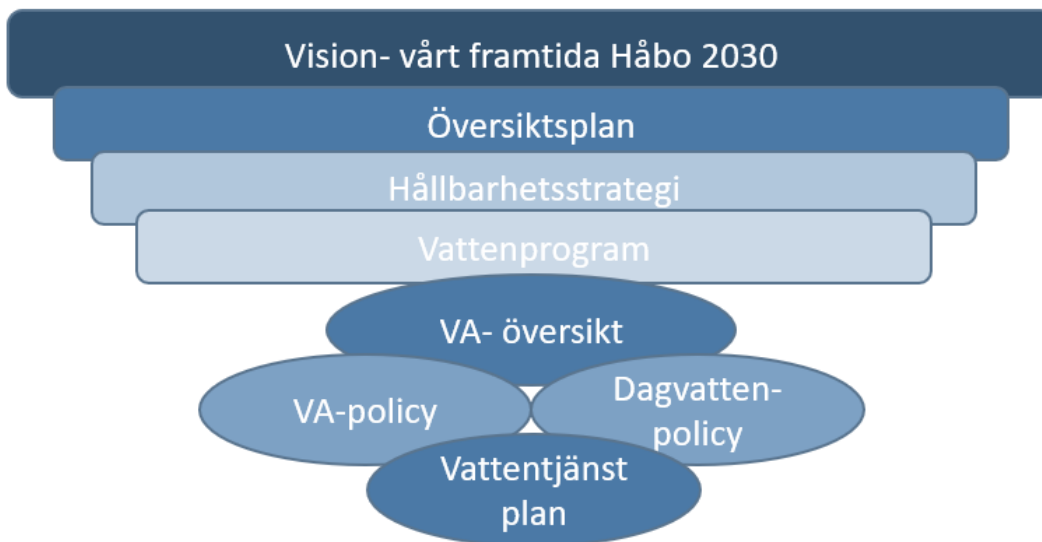 Vision- vårt framtida Håbo 2030
Översiktsplan
Hållbarhetsstrategi
Vattenprogram
VA- översikt
VA-policy
Dagvatten-
policy
Vattentjänst
plan